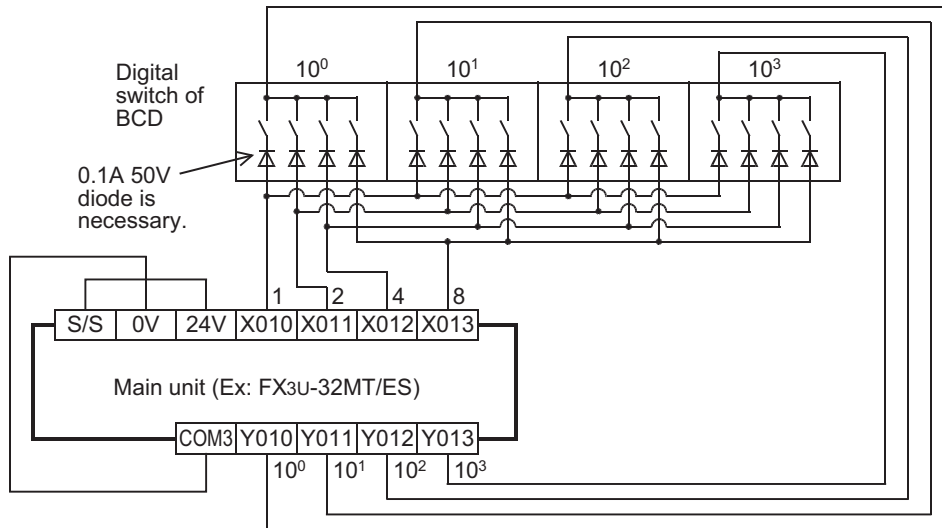 10⁰ 10¹ 10² 10³
Digital
switch of
BCD
0.1A 50V
diode is
necessary.
1 2 4 8
S/S 0V 24V X010 X011 X012 X013
Main unit (Ex: FX3U-32MT/ES)
COM3 Y010 Y011 Y012 Y013
10⁰ 10¹ 10² 10³